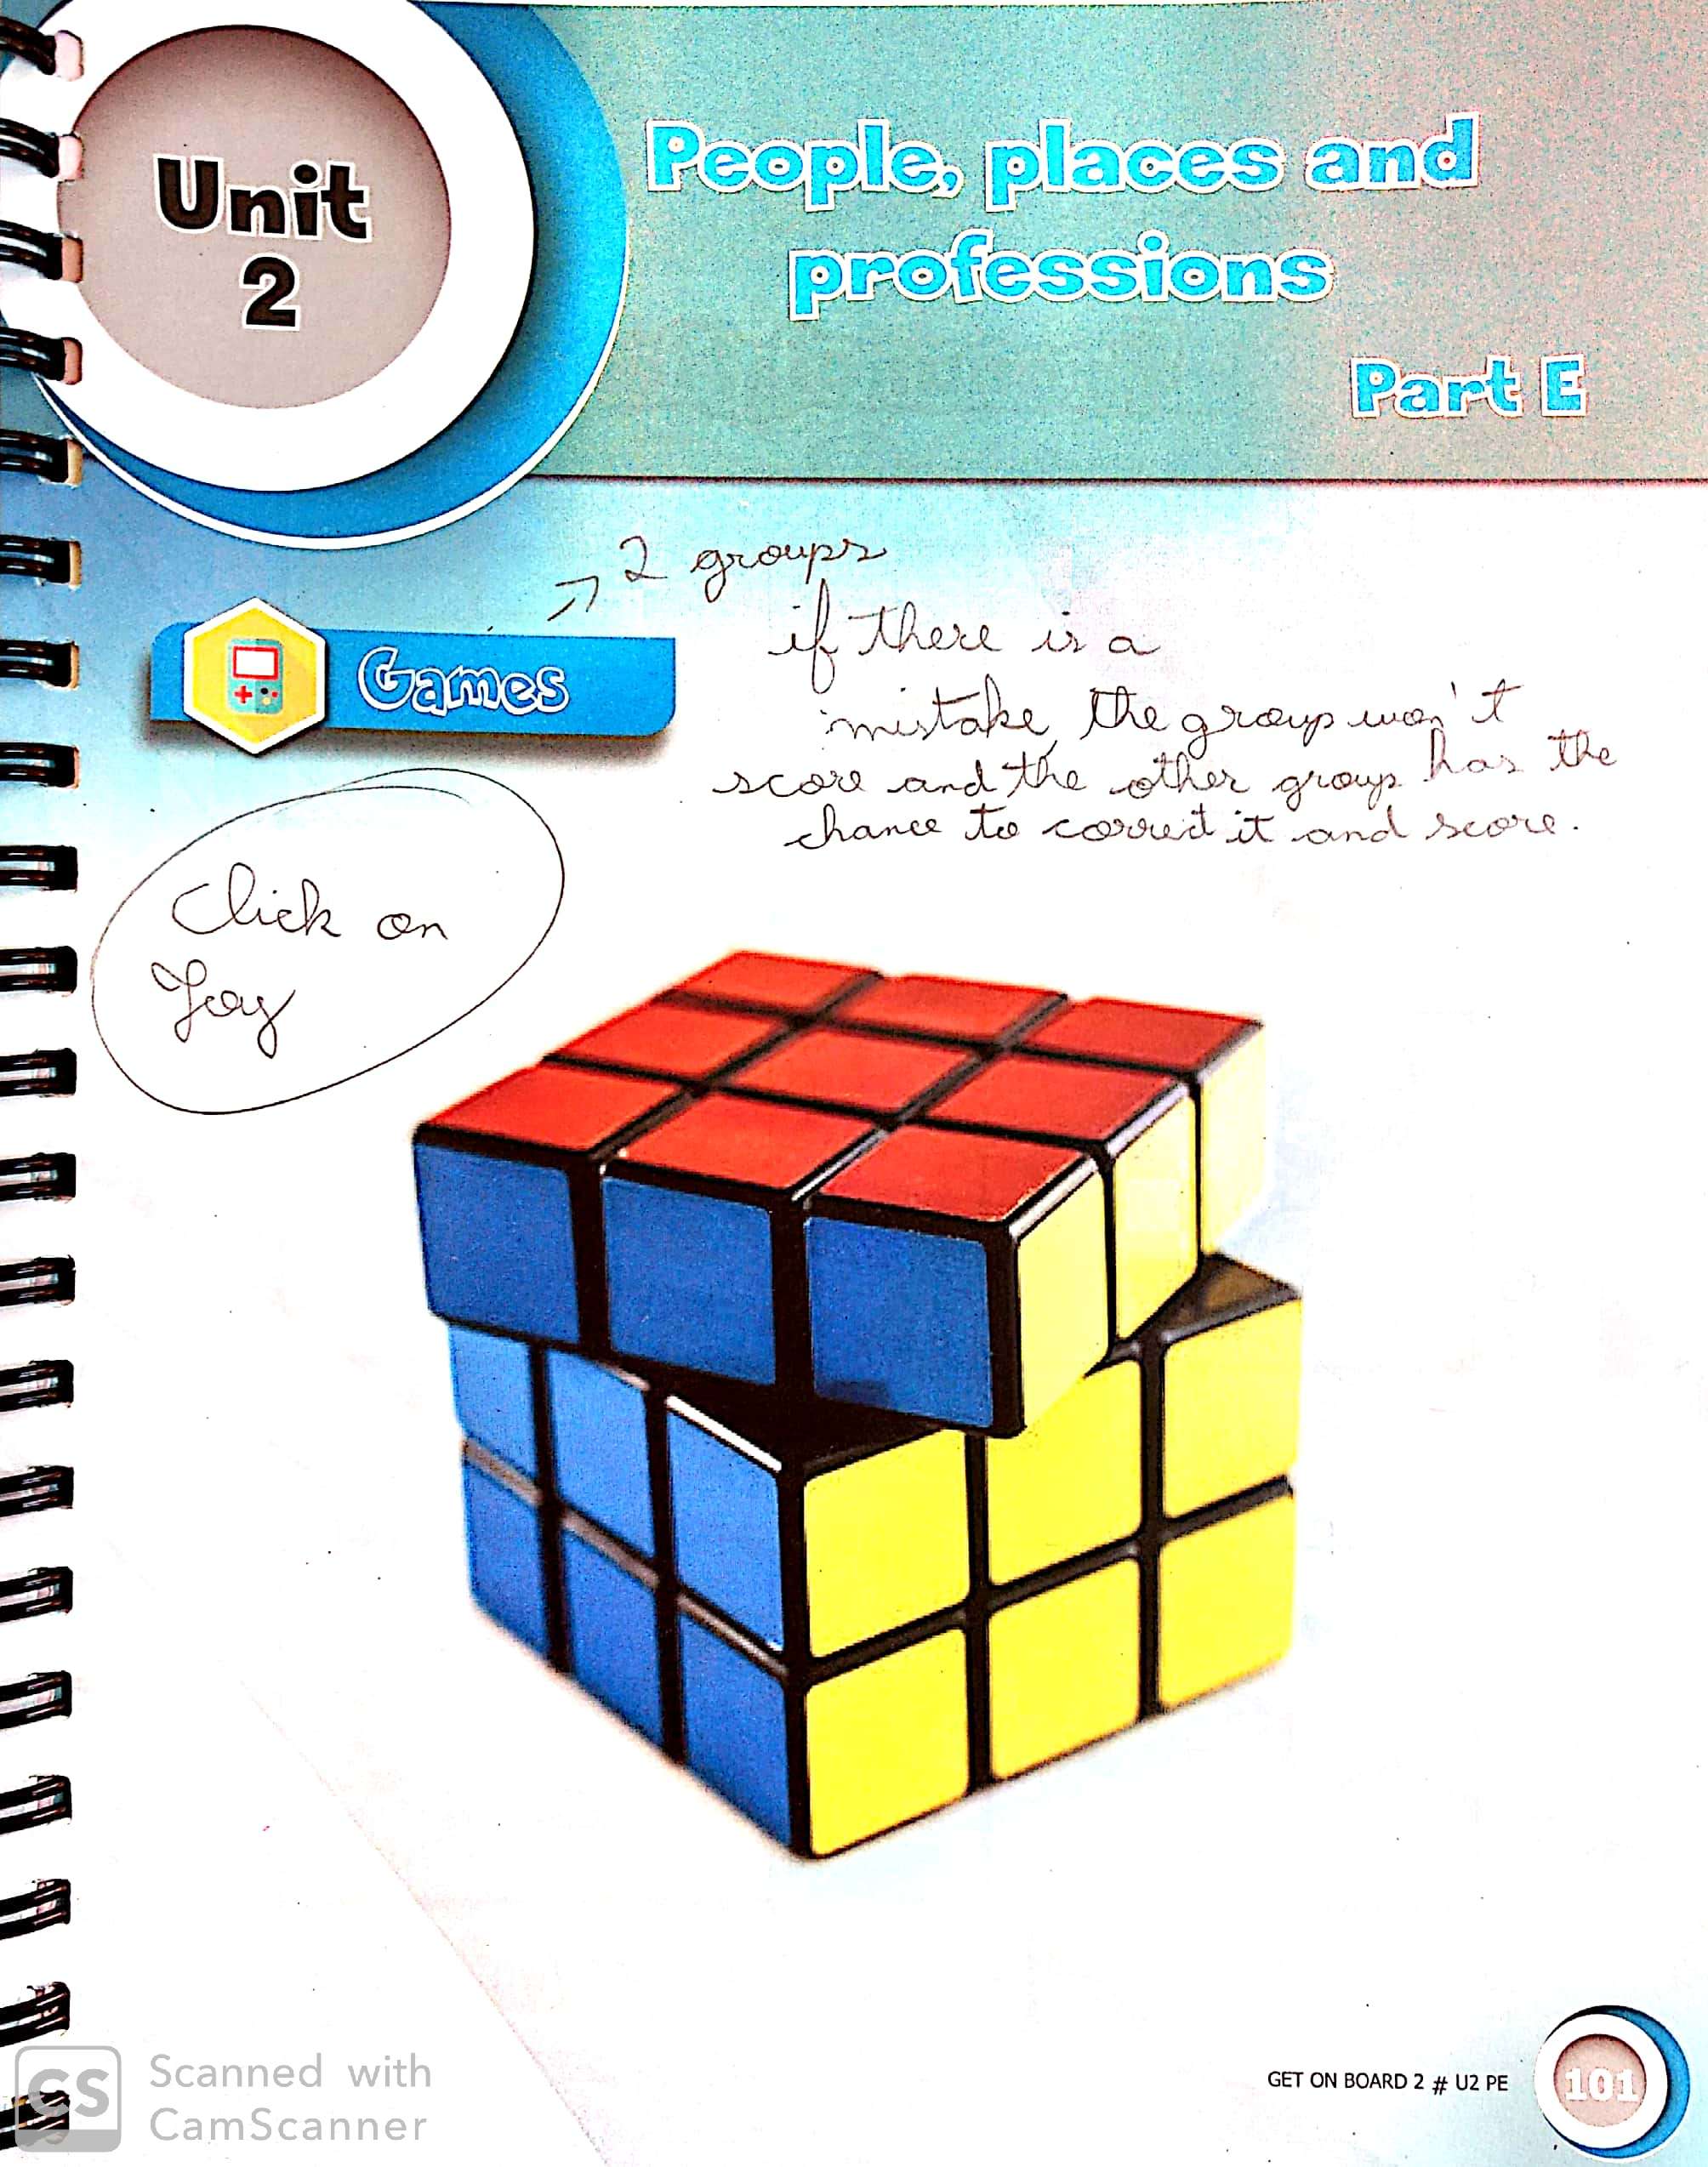 Unit
2
People, places and
professions
Part E
2 groups
if there is a
mistake, the group won't
score and the other group has the
chance to correct it and score.
Games
Click on
Joy
GET ON BOARD 2 # U2 PE
101
CS
Scanned with
CamScanner